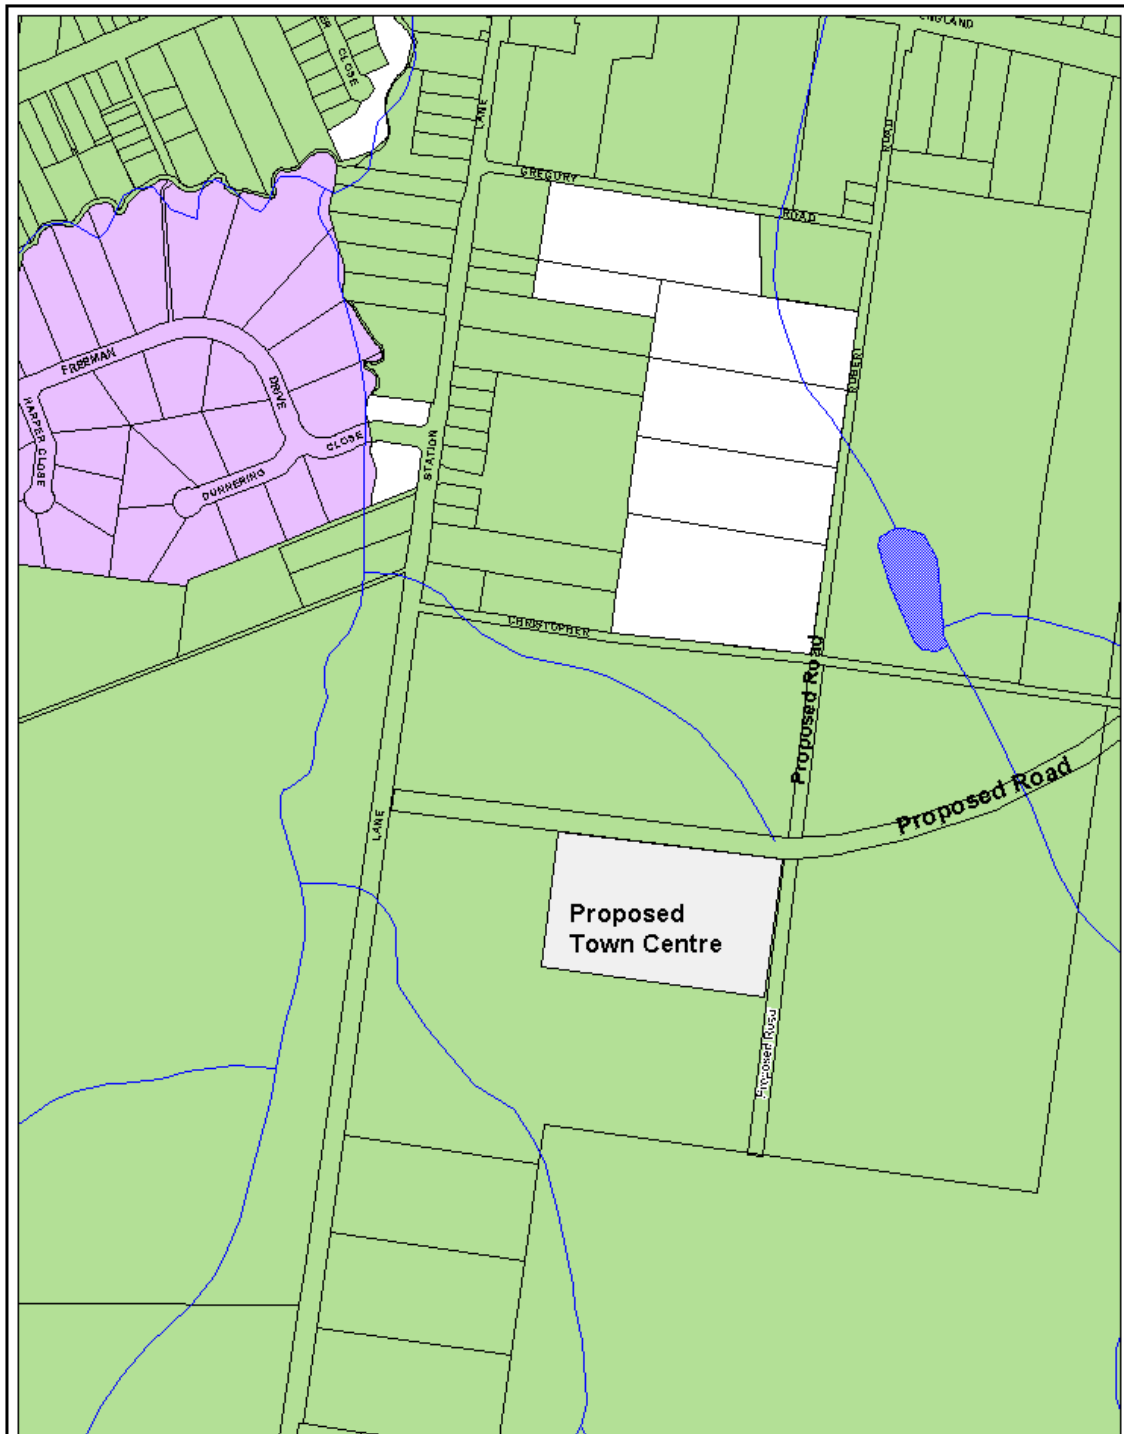 ENGLAND
CLOSE
LANE
ROAD
GREGORY
ROAD
FREEMAN
DRIVE
HARPER CLOSE
CLOSE
DUNNERING
STATION
ROBERT
CHRISTOPHER
Proposed Road
Proposed Road
LANE
Proposed
Town Centre
Proposed Road